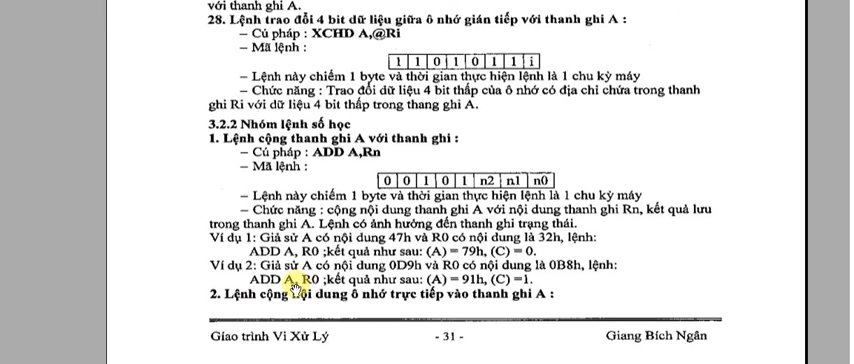 với thanh ghi A.
28. Lệnh trao đổi 4 bit dữ liệu giữa ô nhớ gián tiếp với thanh ghi A :
– Cú pháp : XCHD A,@Ri
– Mã lệnh :
1 1 0 1 0 1 1 i
– Lệnh này chiếm 1 byte và thời gian thực hiện lệnh là 1 chu kỳ máy
– Chức năng : Trao đổi dữ liệu 4 bit thấp của ô nhớ có địa chỉ chứa trong thanh
ghi Ri với dữ liệu 4 bit thấp trong thang ghi A.
3.2.2 Nhóm lệnh số học
1. Lệnh cộng thanh ghi A với thanh ghi :
– Cú pháp : ADD A,Rn
– Mã lệnh :
0 0 1 0 1 n2 n1 n0
– Lệnh này chiếm 1 byte và thời gian thực hiện lệnh là 1 chu kỳ máy
– Chức năng : cộng nội dung thanh ghi A với nội dung thanh ghi Rn, kết quả lưu
trong thanh ghi A. Lệnh có ảnh hưởng đến thanh ghi trạng thái.
Ví dụ 1: Giả sử A có nội dung 47h và R0 có nội dung là 32h, lệnh:
ADD A, R0 ;kết quả như sau: (A) = 79h, (C) = 0.
Ví dụ 2: Giả sử A có nội dung 0D9h và R0 có nội dung là 0B8h, lệnh:
ADD A, R0 ;kết quả như sau: (A) = 91h, (C) =1.
2. Lệnh cộng nội dung ô nhớ trực tiếp vào thanh ghi A :
Giáo trình Vi Xử Lý - 31 - Giang Bích Ngân